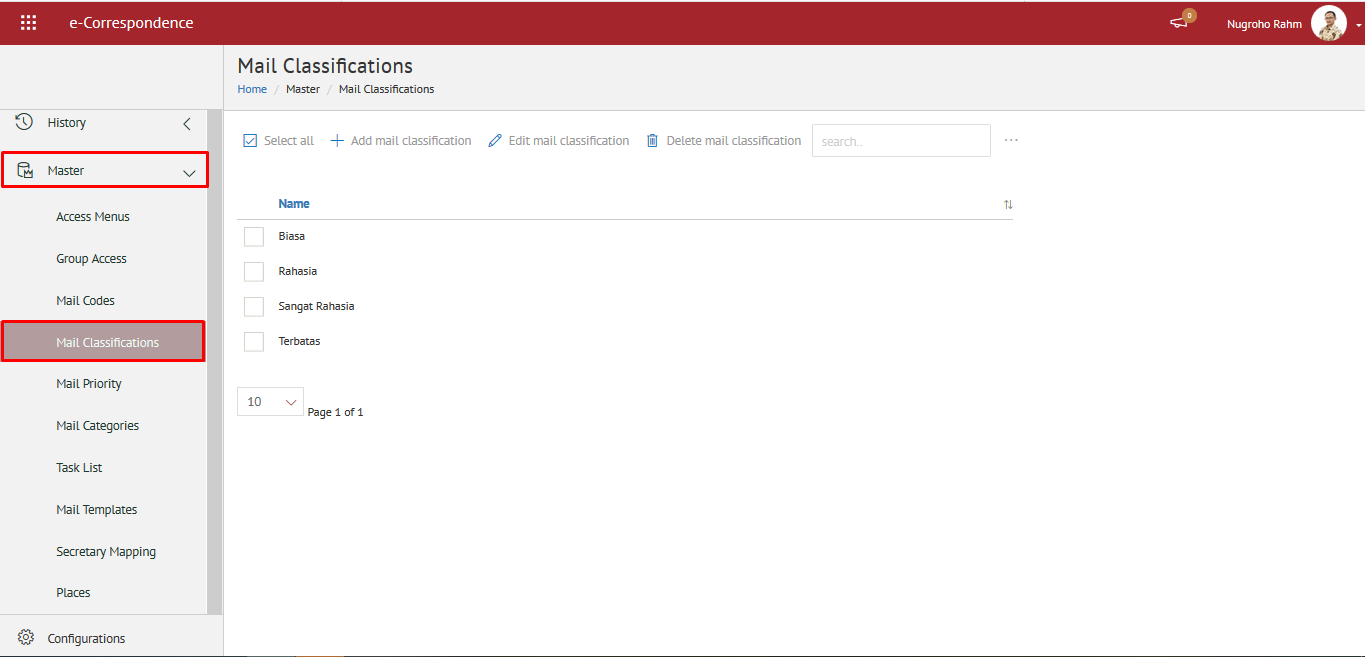 e-Correspondence
0
Nugroho Rahm
Mail Classifications
Home / Master / Mail Classifications
History
Master
Access Menus
Group Access
Mail Codes
Mail Classifications
Mail Priority
Mail Categories
Task List
Mail Templates
Secretary Mapping
Places
Configurations
Select all
Add mail classification
Edit mail classification
Delete mail classification
search..
Name
Biasa
Rahasia
Sangat Rahasia
Terbatas
10
Page 1 of 1